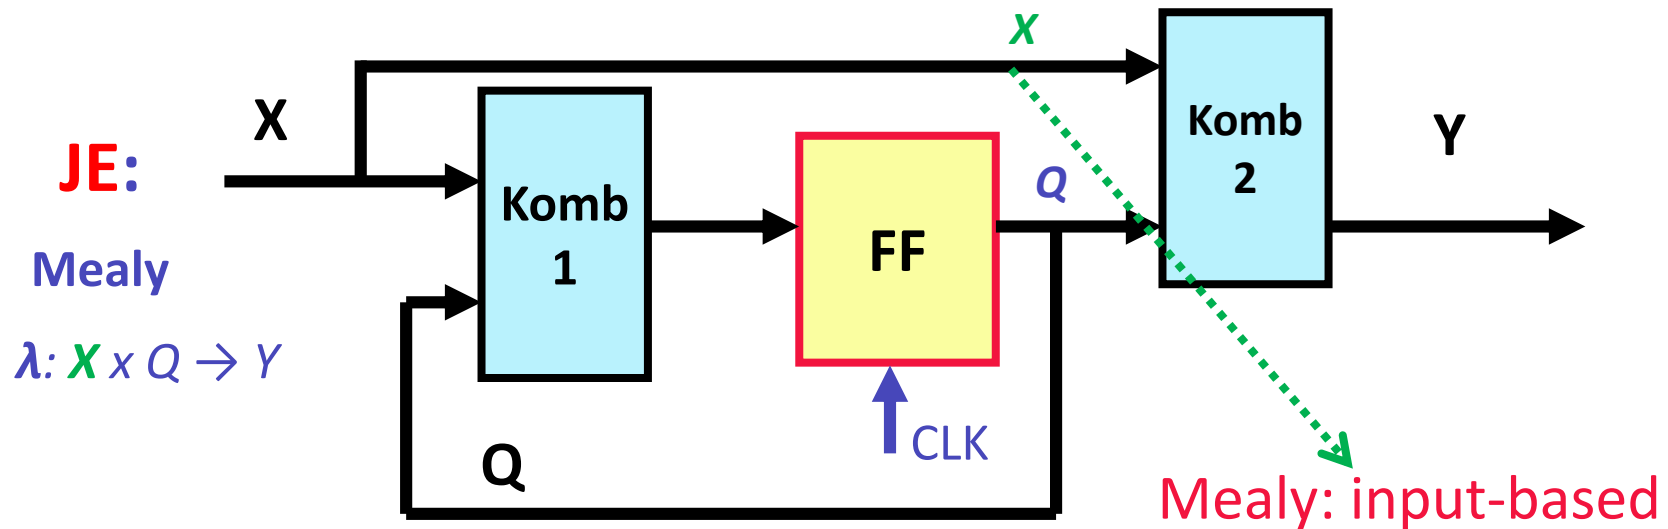 X
X
Komb
2
Y
JE:
Komb
1
Q
FF
Mealy
λ: X x Q → Y
CLK
Q
Mealy: input-based